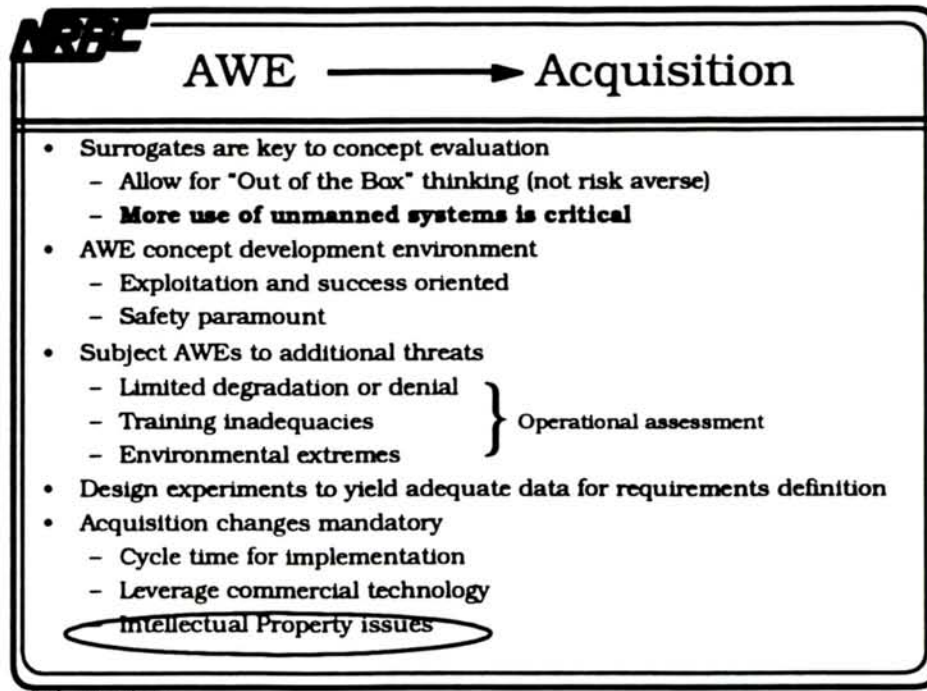 NRAC
AWE → Acquisition
• Surrogates are key to concept evaluation
– Allow for "Out of the Box" thinking (not risk averse)
– More use of unmanned systems is critical
• AWE concept development environment
– Exploitation and success oriented
– Safety paramount
• Subject AWEs to additional threats
– Limited degradation or denial
– Training inadequacies
– Environmental extremes
} Operational assessment
• Design experiments to yield adequate data for requirements definition
• Acquisition changes mandatory
– Cycle time for implementation
– Leverage commercial technology
– Intellectual Property issues